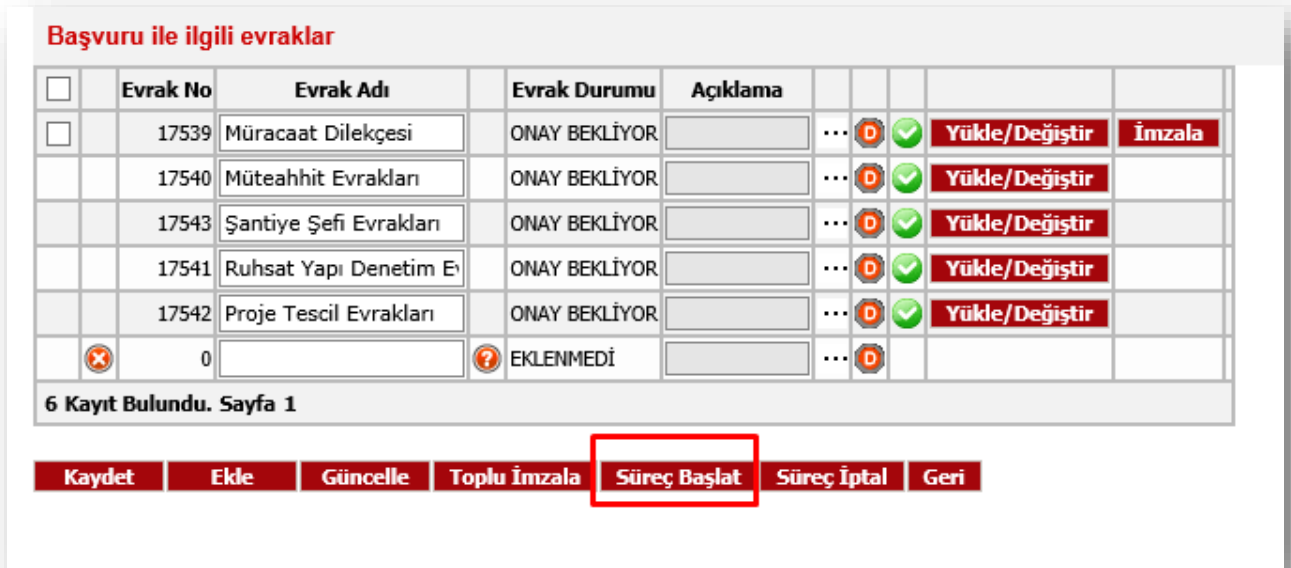 Başvuru ile ilgili evraklar
Evrak No Evrak Adı Evrak Durumu Açıklama
17539 Müracaat Dilekçesi ONAY BEKLİYOR ... D Yükle/Değiştir İmzala
17540 Müteahhit Evrakları ONAY BEKLİYOR ... D Yükle/Değiştir
17543 Şantiye Şefi Evrakları ONAY BEKLİYOR ... D Yükle/Değiştir
17541 Ruhsat Yapı Denetim Ev ONAY BEKLİYOR ... D Yükle/Değiştir
17542 Proje Tescil Evrakları ONAY BEKLİYOR ... D Yükle/Değiştir
0 ? EKLENMEDİ ... D
6 Kayıt Bulundu. Sayfa 1
Kaydet Ekle Güncelle Toplu İmzala Süreç Başlat Süreç İptal Geri